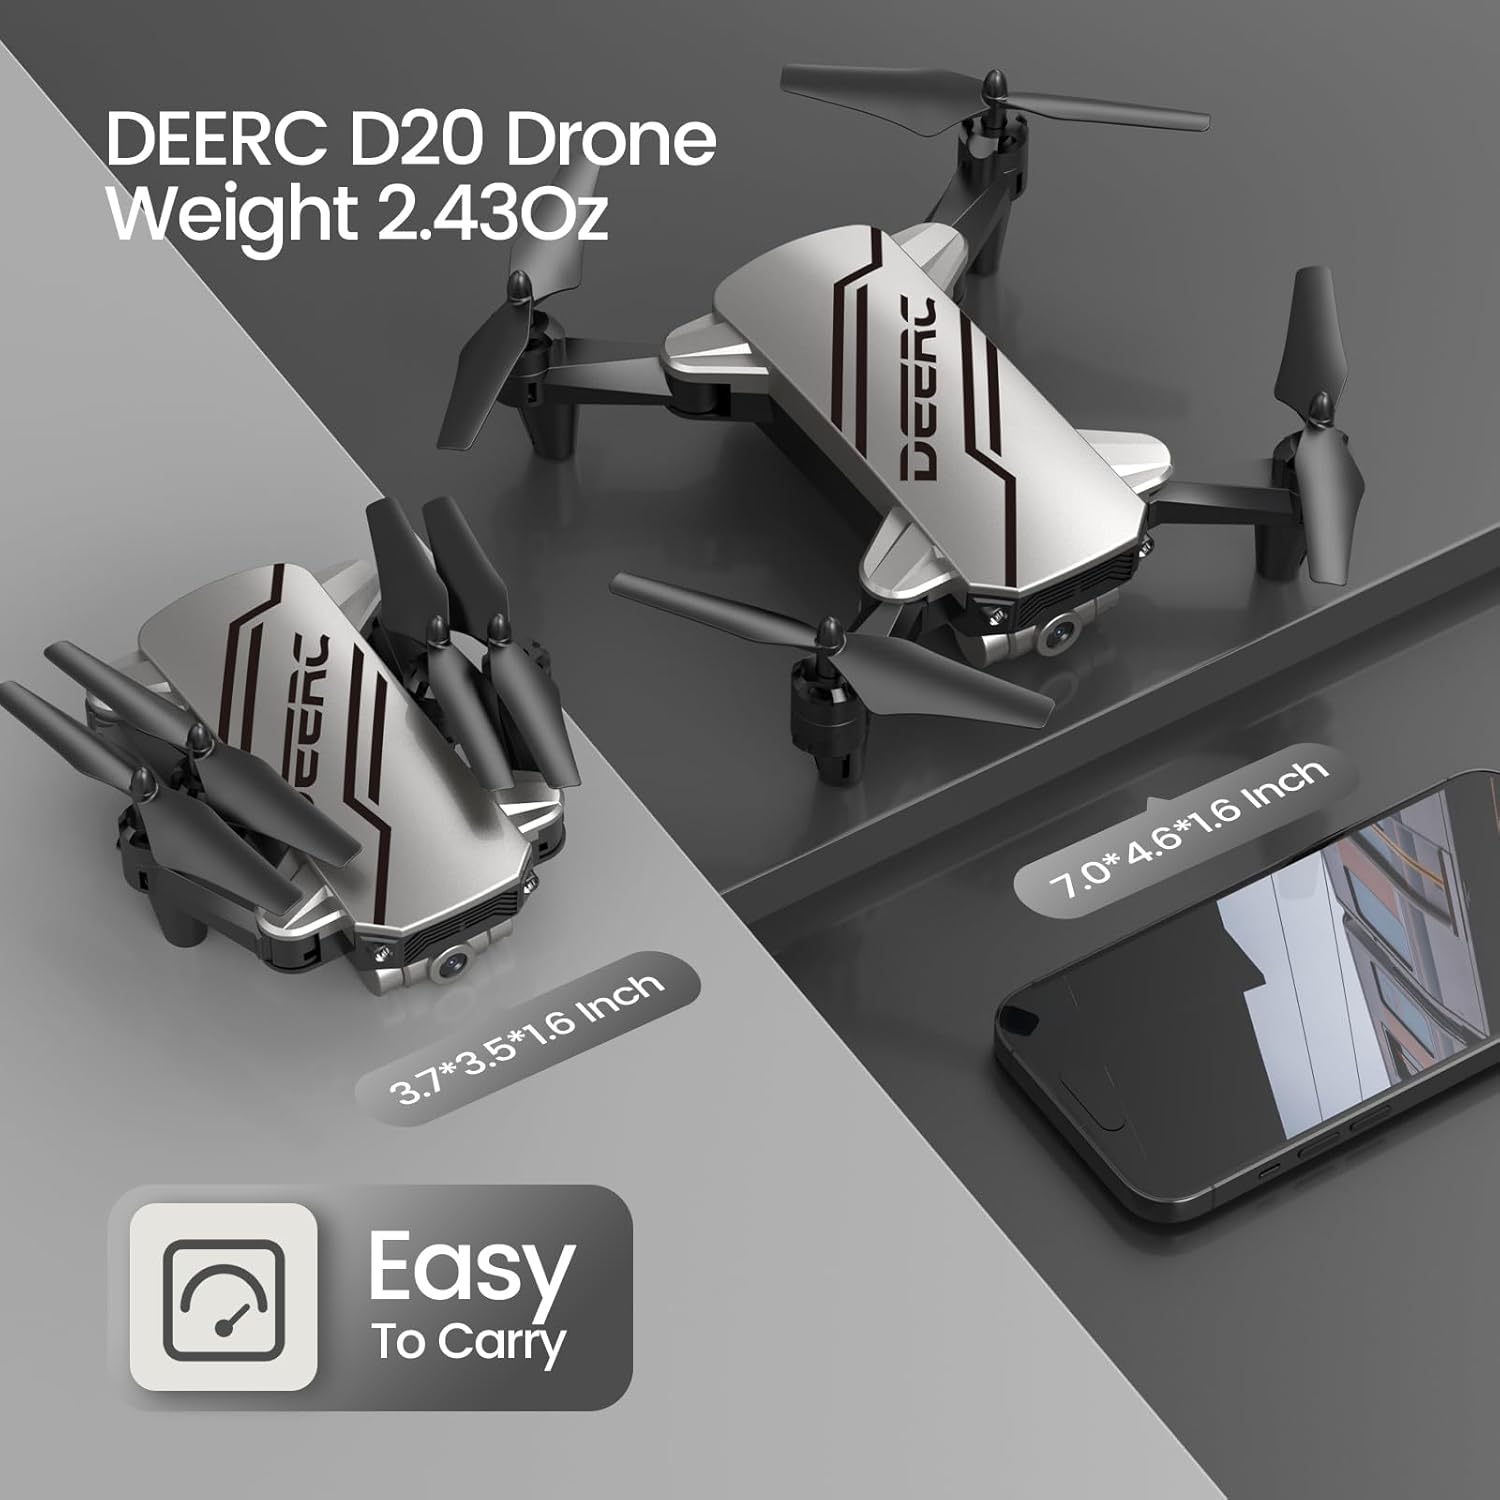 DEERC D20 Drone
Weight 2.43Oz
DEERC
DEERC
7.0*4.6*1.6 Inch
3.7*3.5*1.6 Inch
Easy
To Carry